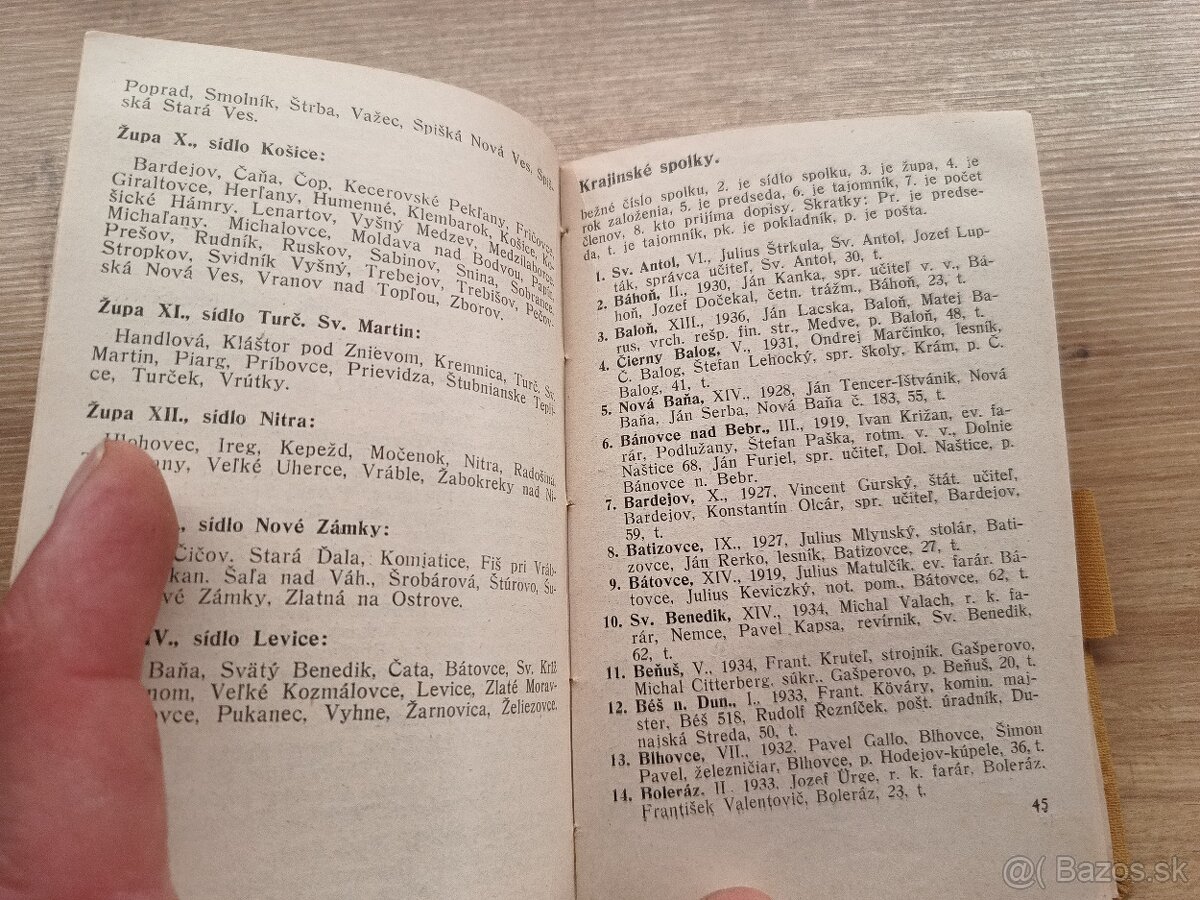 Poprad, Smolník, Štrba, Važec, Spišká Nová Ves, Spiš-
ská Stará Ves.
Župa X., sídlo Košice:
Bardejov, Čaňa, Čop, Kecerovské Pekľany, Fričovce
Giraltovce, Herľany, Humenné, Klembarok, Košice, Ko-
šické Hámry, Lenartov, Vyšný Medzev, Medzilaborce
Michaľany, Michalovce, Moldava nad Bodvou, Papín
Prešov, Rudník, Ruskov, Sabinov, Snina, Sobrance
Stropkov, Svidník Vyšný, Trebejov, Trebišov, Pečov-
ská Nová Ves, Vranov nad Topľou, Zborov.
Župa XI., sídlo Turč. Sv. Martin:
Handlová, Kláštor pod Znievom, Kremnica, Turč. Sv.
Martin, Piarg, Príbovce, Prievidza, Štubnianske Tepli-
ce, Turček, Vrútky.
Župa XII., sídlo Nitra:
Hlohovec, Ireg, Kepežd, Močenok, Nitra, Radošina
any, Veľké Uherce, Vráble, Žabokreky nad Ni-
, sídlo Nové Zámky:
Čičov. Stará Ďala, Komjatice, Fiš pri Vráb-
kan. Šaľa nad Váh., Šrobárová, Štúrovo, Šu-
vé Zámky, Zlatná na Ostrove.
IV., sídlo Levice:
Baňa, Svätý Benedik, Čata, Bátovce, Sv. Kríž
nom, Veľké Kozmálovce, Levice, Zlaté Morav-
ovce, Pukanec, Vyhne, Žarnovica, Želiezovce.
Krajinské spolky.
bežné číslo spolku, 2. je sídlo spolku, 3. je župa, 4. je
rok založenia, 5. je predseda, 6. je tajomník, 7. je počet
členov, 8. kto prijíma dopisy. Skratky: Pr. je predse-
da, t. je tajomník, pk. je pokladník, p. je pošta.
1. Sv. Antol, VI., Julius Štrkula, Sv. Antol, Jozef Lup-
ták, správca učiteľ, Sv. Antol, 30, t.
2. Báhoň, II., 1930, Ján Kanka, spr. učiteľ v. v., Bá-
hoň, Jozef Dočekal, četn. trážm., Báhoň, 23, t.
3. Baloň, XIII., 1936, Ján Lacska, Baloň, Matej Ba-
rus, vrch. rešp. fin. str., Medve, p. Baloň, 48, t.
4. Čierny Balog, V., 1931, Ondrej Marčinko, lesník,
Č. Balog, Štefan Lehocký, spr. školy. Krám, p. Č.
Balog, 41, t.
5. Nová Baňa, XIV., 1928, Ján Tencer-Ištvánik, Nová
Baňa, Ján Serba, Nová Baňa č. 183, 55, t.
6. Bánovce nad Bebr., III., 1919, Ivan Križan, ev. fa-
rár, Podlužany, Štefan Paška, rotm. v. v., Dolnie
Naštice 68, Ján Furjel, spr. učiteľ, Dol. Naštice, p.
Bánovce n. Bebr.
7. Bardejov, X., 1927, Vincent Gurský, štát. učiteľ,
Bardejov, Konstantín Olcár, spr. učiteľ, Bardejov,
59, t.
8. Batizovce, IX., 1927, Julius Mlynský, stolár, Bati-
zovce, Ján Rerko, lesník, Batizovce, 27, t.
9. Bátovce, XIV., 1919, Julius Matulčík, ev. farár. Bá-
tovce, Julius Keviczký, not. pom., Bátovce, 62, t.
10. Sv. Benedik, XIV., 1934, Michal Valach, r. k. fa-
rár, Nemce, Pavel Kapsa, revírnik, Sv. Benedik,
62, t.
11. Beňuš, V., 1934, Frant. Kruteľ, strojník. Gašperovo,
Michal Citterberg, súkr.. Gašperovo, p. Beňuš, 20, t.
12. Béš n. Dun., I., 1933, Frant. Kőváry, komin. maj-
ster, Béš 518, Rudolf Řezníček, pošt. úradník, Du-
najská Streda, 50, t.
13. Blhovce, VII., 1932, Pavel Gallo, Blhovce, Šimon
Pavel, železničiar, Blhovce, p. Hodejov-kúpele, 36, t.
14. Boleráz, II. 1933. Jozef Ürge, r. k. farár, Boleráz.
František Valentovič, Boleráz, 23, t.
45
@( Bazos.sk